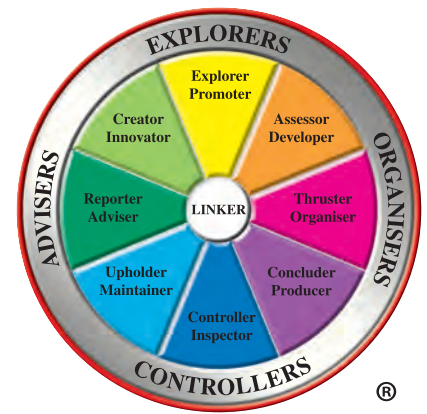 EXPLORERS
Explorer
Promoter
Creator
Innovator
Assessor
Developer
ADVISERS
Reporter
Adviser
LINKER
Thruster
Organiser
ORGANISERS
Upholder
Maintainer
Concluder
Producer
Controller
Inspector
CONTROLLERS
®